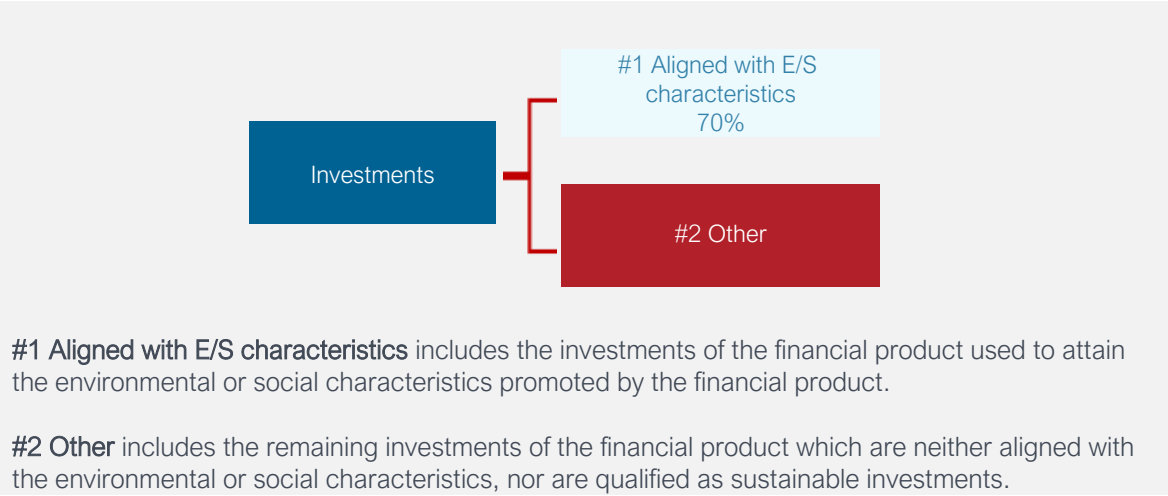 #1 Aligned with E/S
characteristics
70%
Investments
#2 Other
#1 Aligned with E/S characteristics includes the investments of the financial product used to attain
the environmental or social characteristics promoted by the financial product.
#2 Other includes the remaining investments of the financial product which are neither aligned with
the environmental or social characteristics, nor are qualified as sustainable investments.